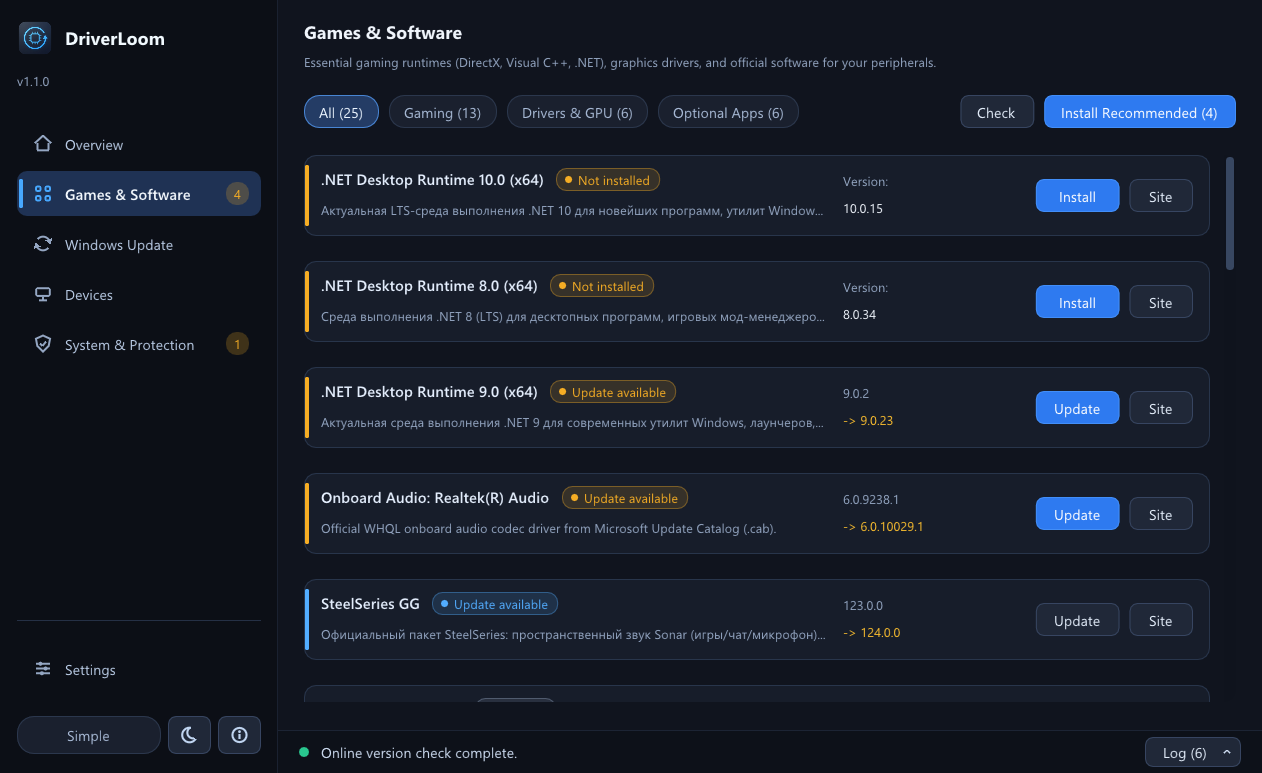 DriverLoom
v1.1.0
Overview
Games & Software 4
Windows Update
Devices
System & Protection 1
Settings
Simple
Games & Software
Essential gaming runtimes (DirectX, Visual C++, .NET), graphics drivers, and official software for your peripherals.
All (25) Gaming (13) Drivers & GPU (6) Optional Apps (6) Check Install Recommended (4)
.NET Desktop Runtime 10.0 (x64) Not installed
Актуальная LTS-среда выполнения .NET 10 для новейших программ, утилит Window...
Version:
10.0.15
Install Site
.NET Desktop Runtime 8.0 (x64) Not installed
Среда выполнения .NET 8 (LTS) для десктопных программ, игровых мод-менеджеро...
Version:
8.0.34
Install Site
.NET Desktop Runtime 9.0 (x64) Update available
Актуальная среда выполнения .NET 9 для современных утилит Windows, лаунчеров,...
9.0.2
-> 9.0.23
Update Site
Onboard Audio: Realtek(R) Audio Update available
Official WHQL onboard audio codec driver from Microsoft Update Catalog (.cab).
6.0.9238.1
-> 6.0.10029.1
Update Site
SteelSeries GG Update available
Официальный пакет SteelSeries: пространственный звук Sonar (игры/чат/микрофон)...
123.0.0
-> 124.0.0
Update Site
Online version check complete.
Log (6)